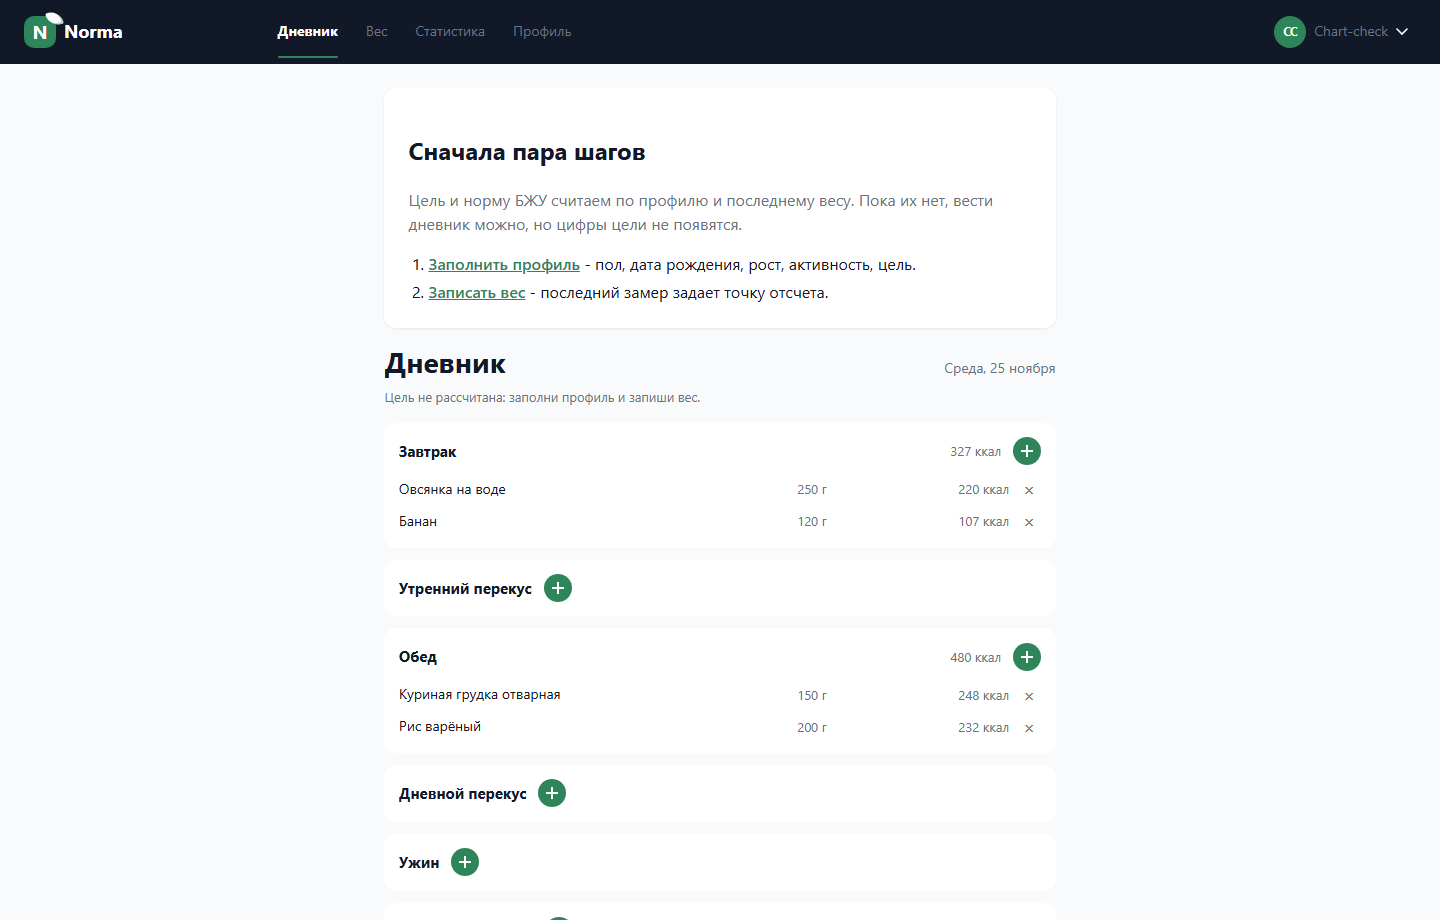 N Norma
Дневник Вес Статистика Профиль
CC Chart-check
Сначала пара шагов
Цель и норму БЖУ считаем по профилю и последнему весу. Пока их нет, вести
дневник можно, но цифры цели не появятся.
1. Заполнить профиль - пол, дата рождения, рост, активность, цель.
2. Записать вес - последний замер задает точку отсчета.
Дневник
Среда, 25 ноября
Цель не рассчитана: заполни профиль и запиши вес.
Завтрак 327 ккал +
Овсянка на воде 250 г 220 ккал ×
Банан 120 г 107 ккал ×
Утренний перекус +
Обед 480 ккал +
Куриная грудка отварная 150 г 248 ккал ×
Рис варёный 200 г 232 ккал ×
Дневной перекус +
Ужин +